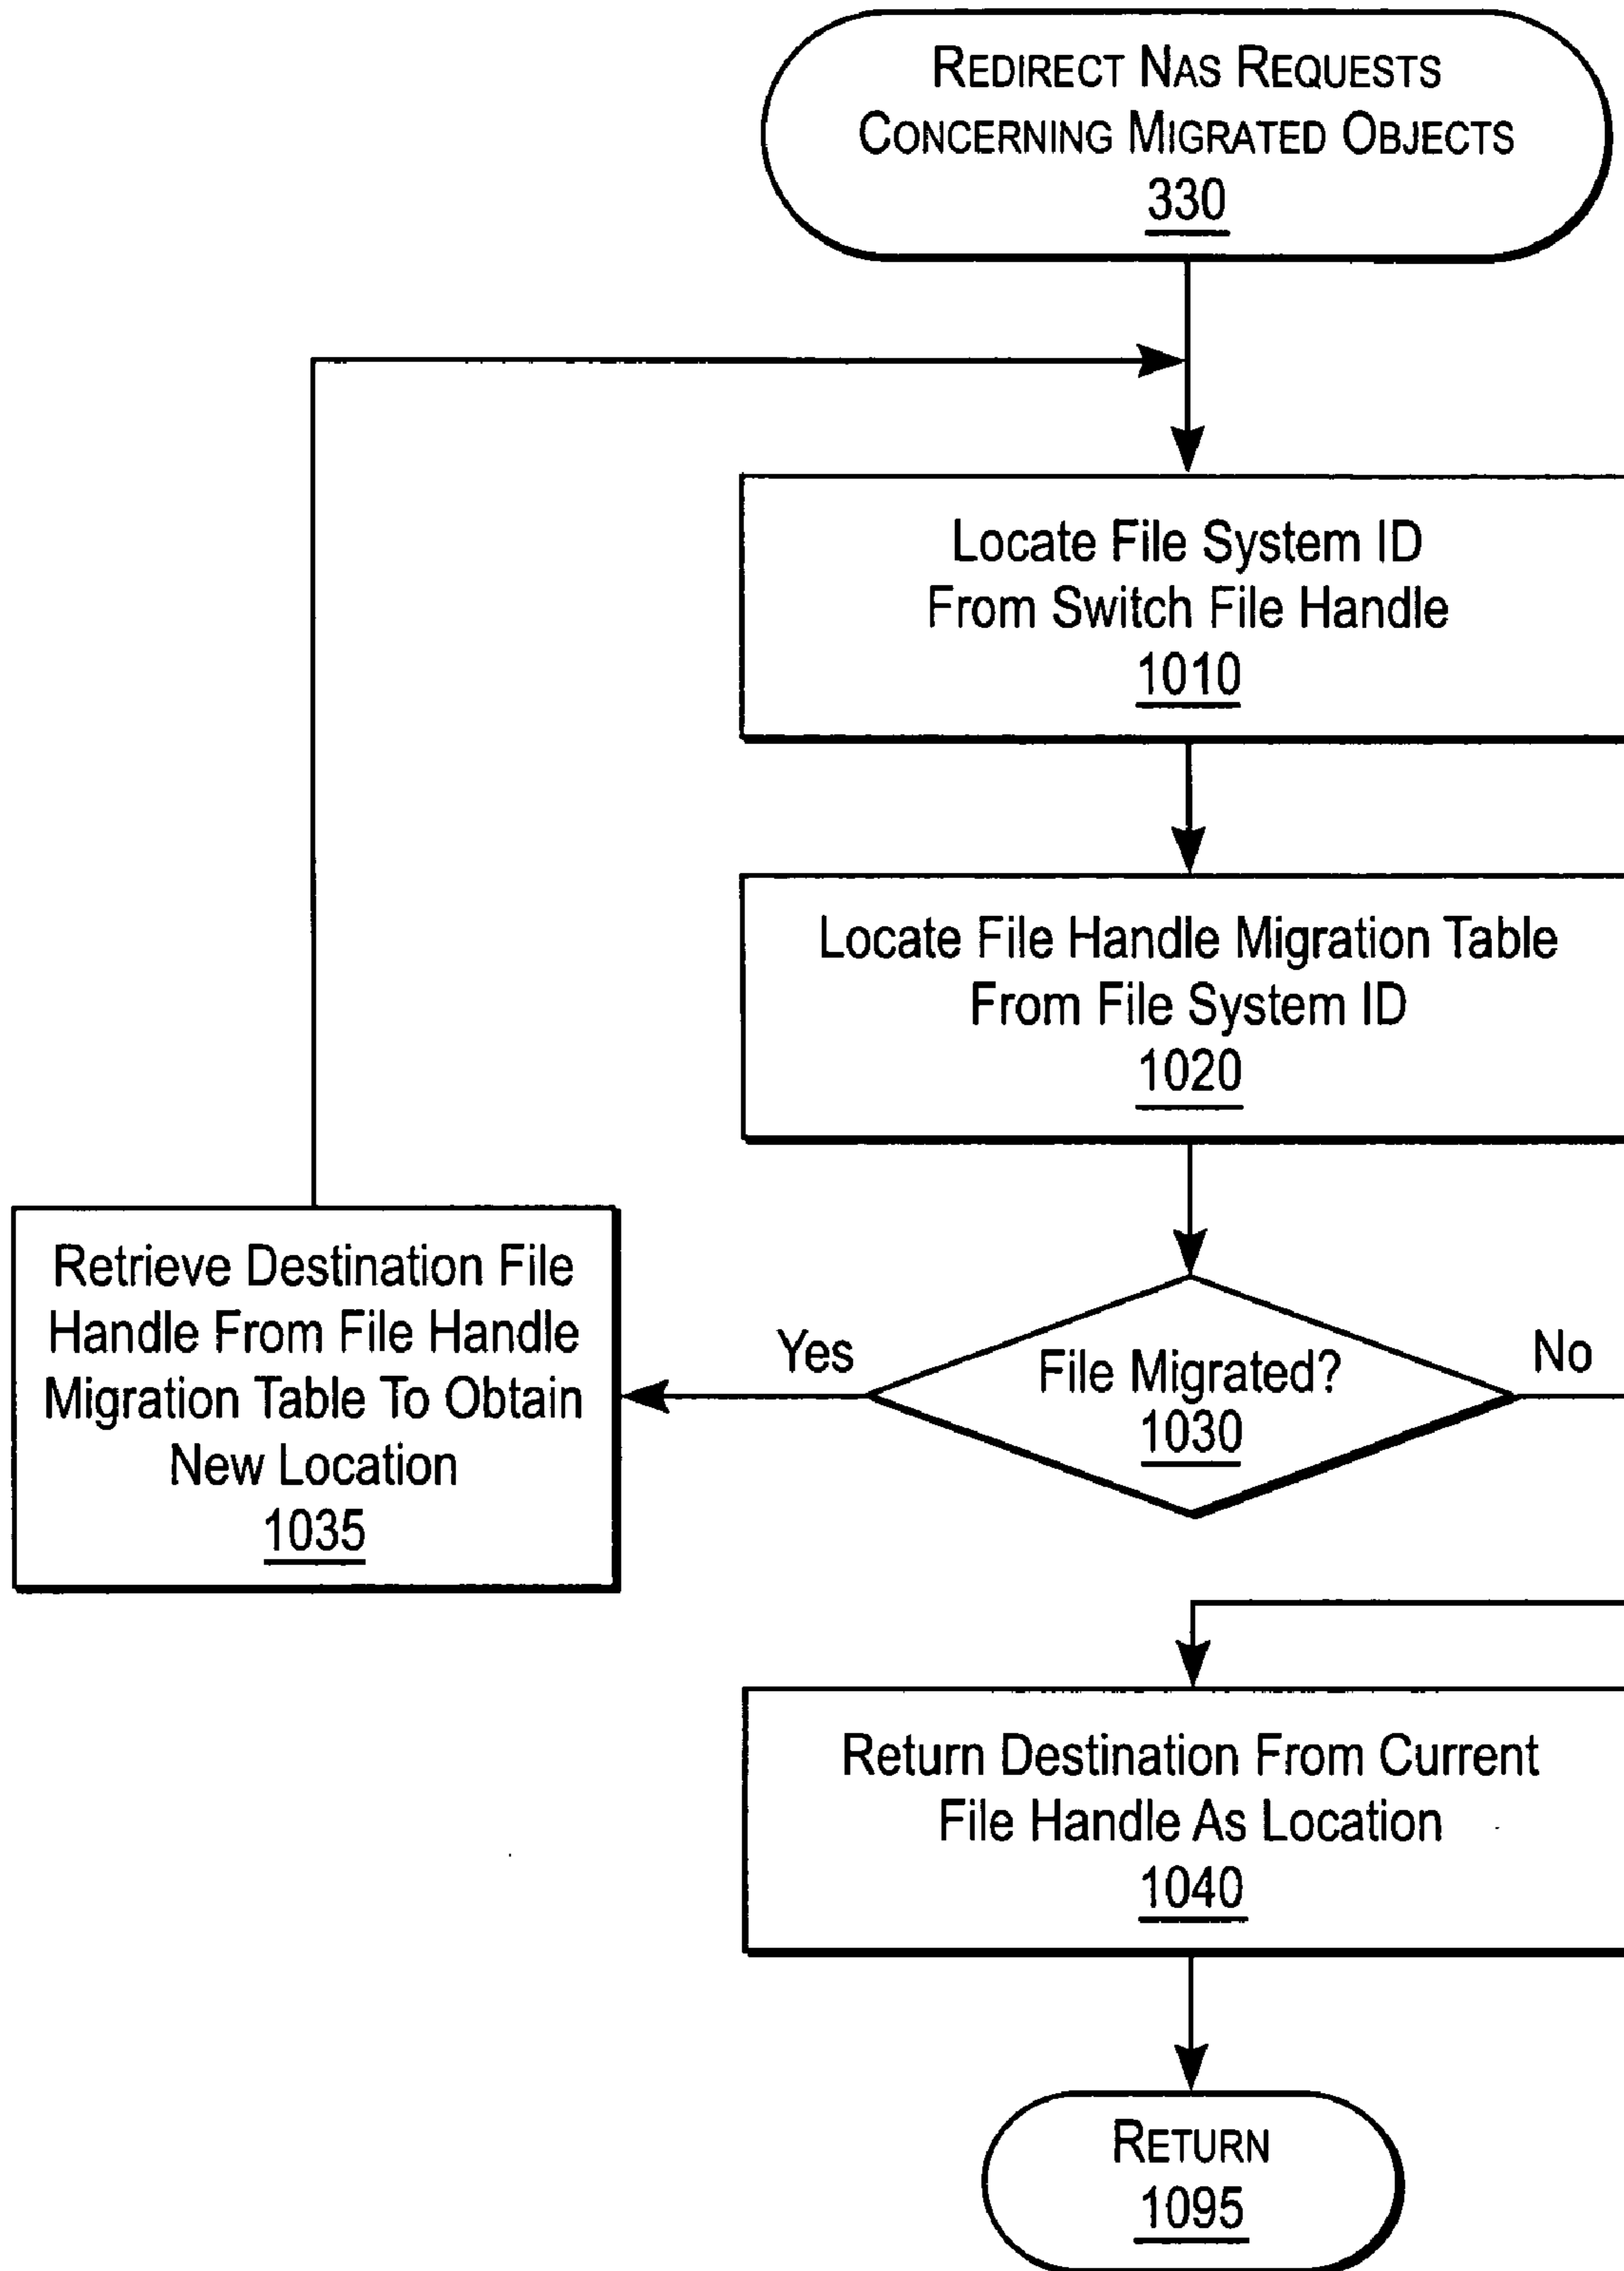 REDIRECT NAS REQUESTS
CONCERNING MIGRATED OBJECTS
330
Locate File System ID
From Switch File Handle
1010
Locate File Handle Migration Table
From File System ID
1020
Retrieve Destination File
Handle From File Handle
Migration Table To Obtain
New Location
1035
Yes
File Migrated?
1030
No
Return Destination From Current
File Handle As Location
1040
RETURN
1095